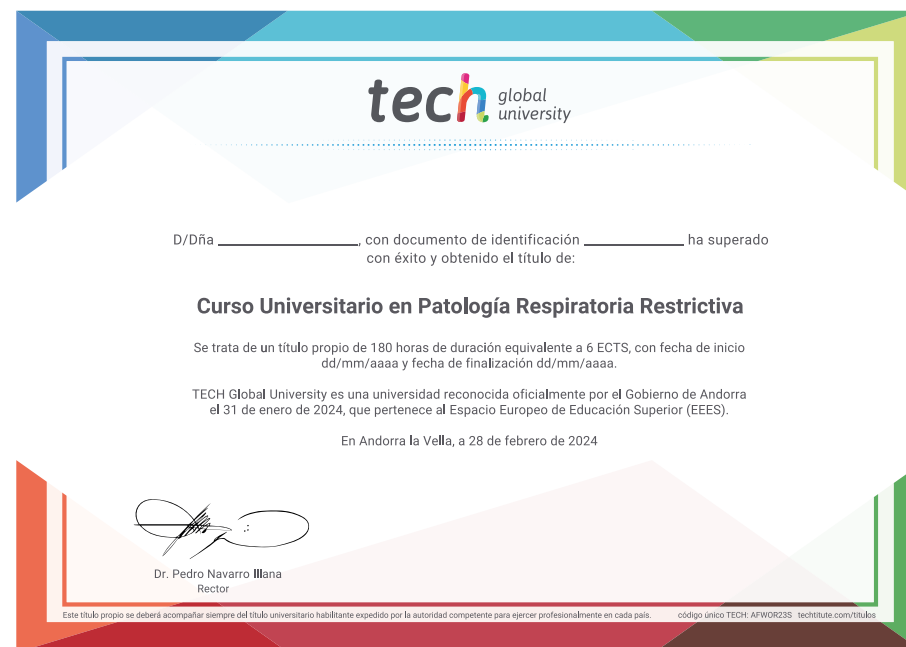 tech global
university
D/Dña ______________, con documento de identificación __________ ha superado
con éxito y obtenido el título de:
Curso Universitario en Patología Respiratoria Restrictiva
Se trata de un título propio de 180 horas de duración equivalente a 6 ECTS, con fecha de inicio
dd/mm/aaaa y fecha de finalización dd/mm/aaaa.
TECH Global University es una universidad reconocida oficialmente por el Gobierno de Andorra
el 31 de enero de 2024, que pertenece al Espacio Europeo de Educación Superior (EEES).
En Andorra la Vella, a 28 de febrero de 2024
Dr. Pedro Navarro Illana
Rector
Este título propio se deberá acompañar siempre del título universitario habilitante expedido por la autoridad competente para ejercer profesionalmente en cada país. código único TECH: AFWOR23S techtitute.com/titulos